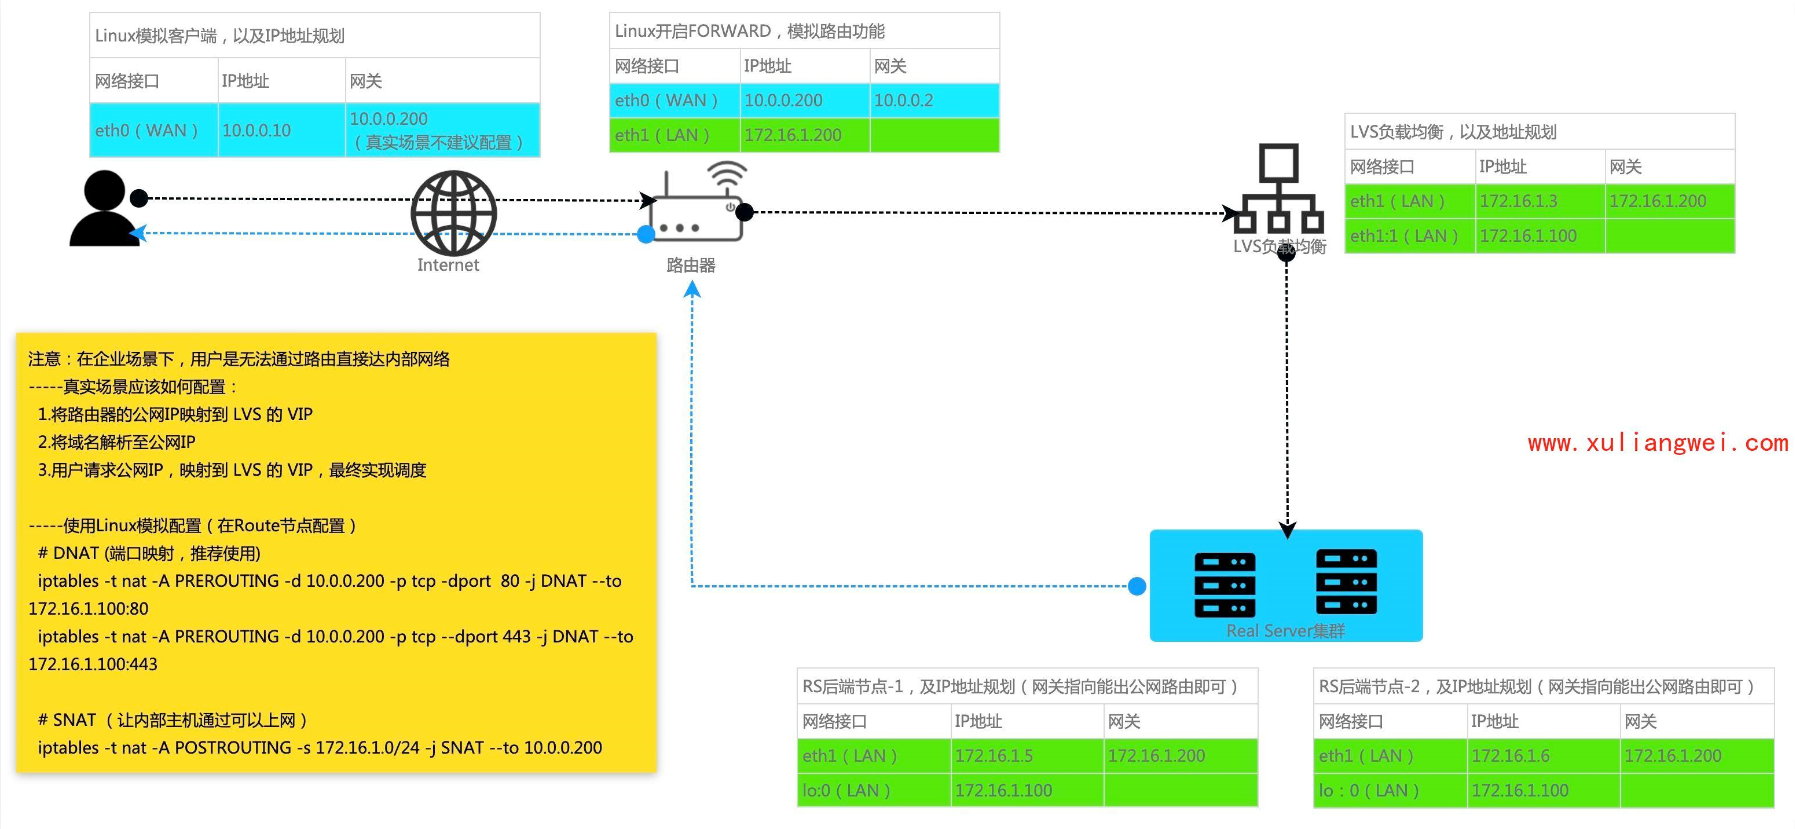 Linux模拟客户端，以及IP地址规划
网络接口 IP地址 网关
eth0（WAN） 10.0.0.10 10.0.0.200
（真实场景不建议配置）
Linux开启FORWARD，模拟路由功能
网络接口 IP地址 网关
eth0（WAN） 10.0.0.200 10.0.0.2
eth1（LAN） 172.16.1.200
LVS负载均衡，以及地址规划
网络接口 IP地址 网关
eth1（LAN） 172.16.1.3 172.16.1.200
eth1:1（LAN） 172.16.1.100
Internet
路由器
LVS负载均衡
注意：在企业场景下，用户是无法通过路由直接达内部网络
-----真实场景应该如何配置：
1.将路由器的公网IP映射到 LVS 的 VIP
2.将域名解析至公网IP
3.用户请求公网IP，映射到 LVS 的 VIP，最终实现调度
-----使用Linux模拟配置（在Route节点配置）
# DNAT (端口映射，推荐使用)
iptables -t nat -A PREROUTING -d 10.0.0.200 -p tcp -dport 80 -j DNAT --to
172.16.1.100:80
iptables -t nat -A PREROUTING -d 10.0.0.200 -p tcp --dport 443 -j DNAT --to
172.16.1.100:443
# SNAT （让内部主机通过可以上网）
iptables -t nat -A POSTROUTING -s 172.16.1.0/24 -j SNAT --to 10.0.0.200
www.xuliangwei.com
Real Server集群
RS后端节点-1，及IP地址规划（网关指向能出公网路由即可）
网络接口 IP地址 网关
eth1（LAN） 172.16.1.5 172.16.1.200
lo:0（LAN） 172.16.1.100
RS后端节点-2，及IP地址规划（网关指向能出公网路由即可）
网络接口 IP地址 网关
eth1（LAN） 172.16.1.6 172.16.1.200
lo：0（LAN） 172.16.1.100